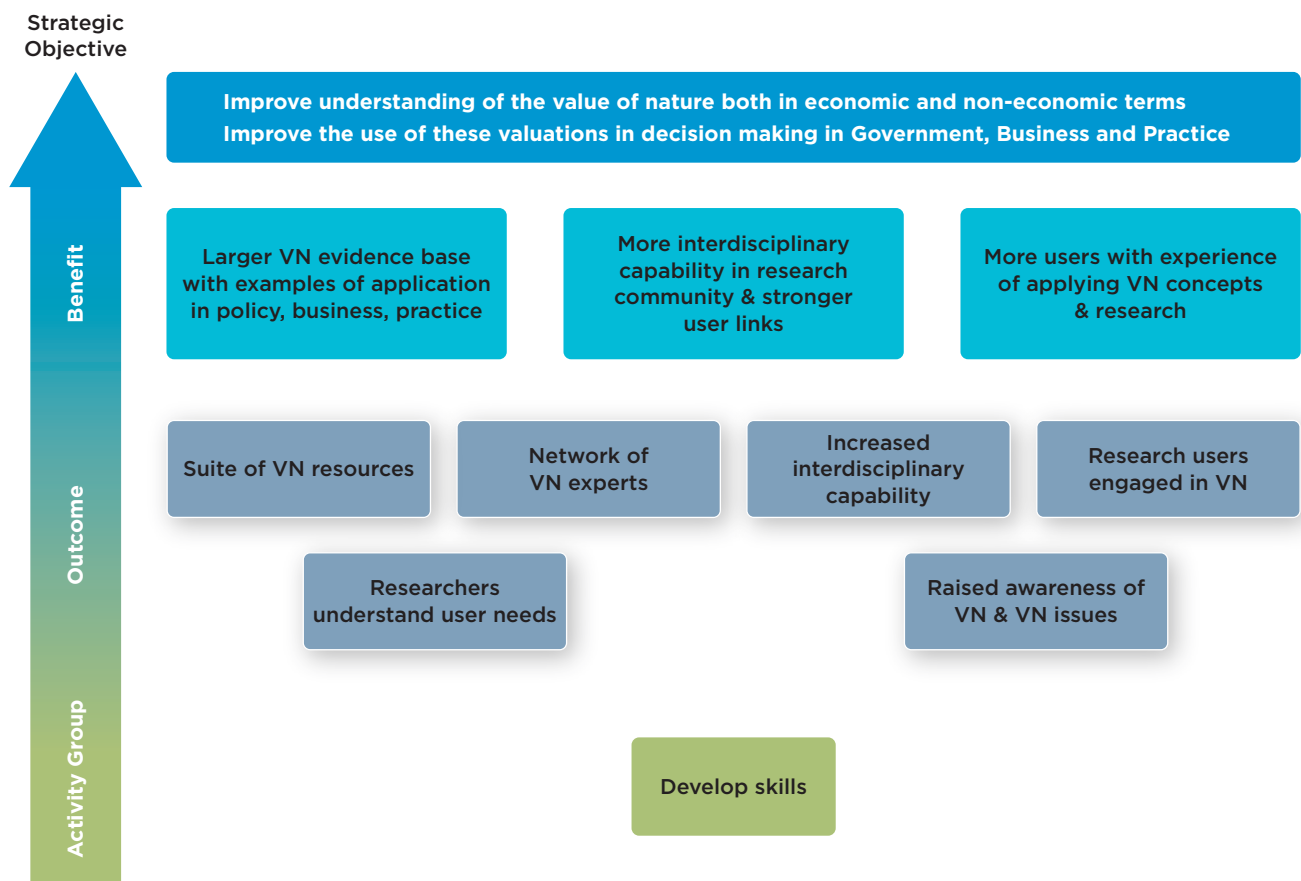 Strategic
Objective
Improve understanding of the value of nature both in economic and non-economic terms
Improve the use of these valuations in decision making in Government, Business and Practice
Benefit
Larger VN evidence base
with examples of application
in policy, business, practice
More interdisciplinary
capability in research
community & stronger
user links
More users with experience
of applying VN concepts
& research
Outcome
Suite of VN resources
Network of
VN experts
Increased
interdisciplinary
capability
Research users
engaged in VN
Researchers
understand user needs
Raised awareness of
VN & VN issues
Activity Group
Develop skills